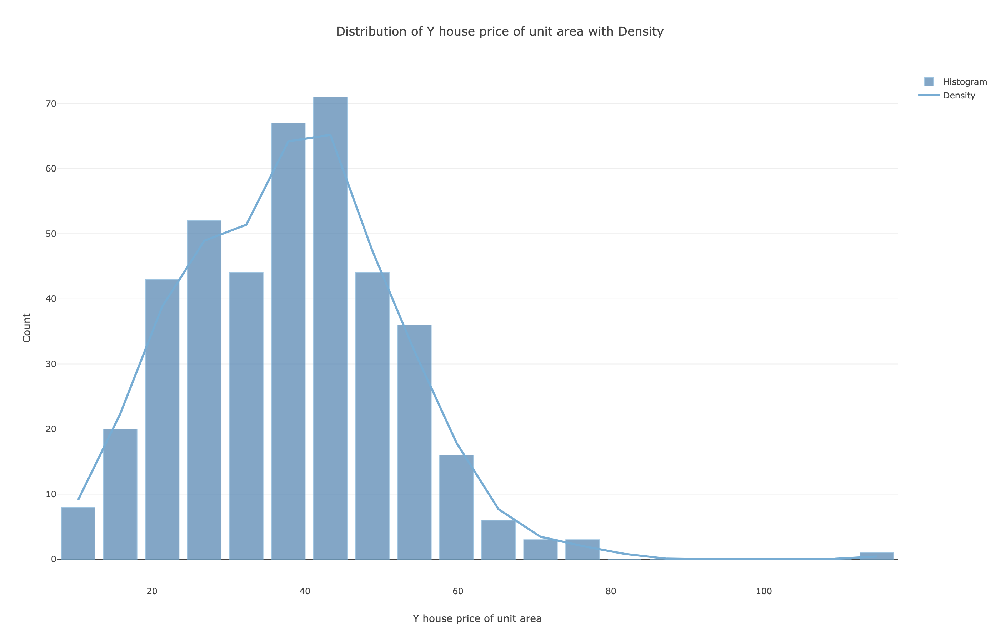 Distribution of Y house price of unit area with Density
Histogram
Density
70
60
50
40
30
20
10
0
Count
20
40
60
80
100
Y house price of unit area